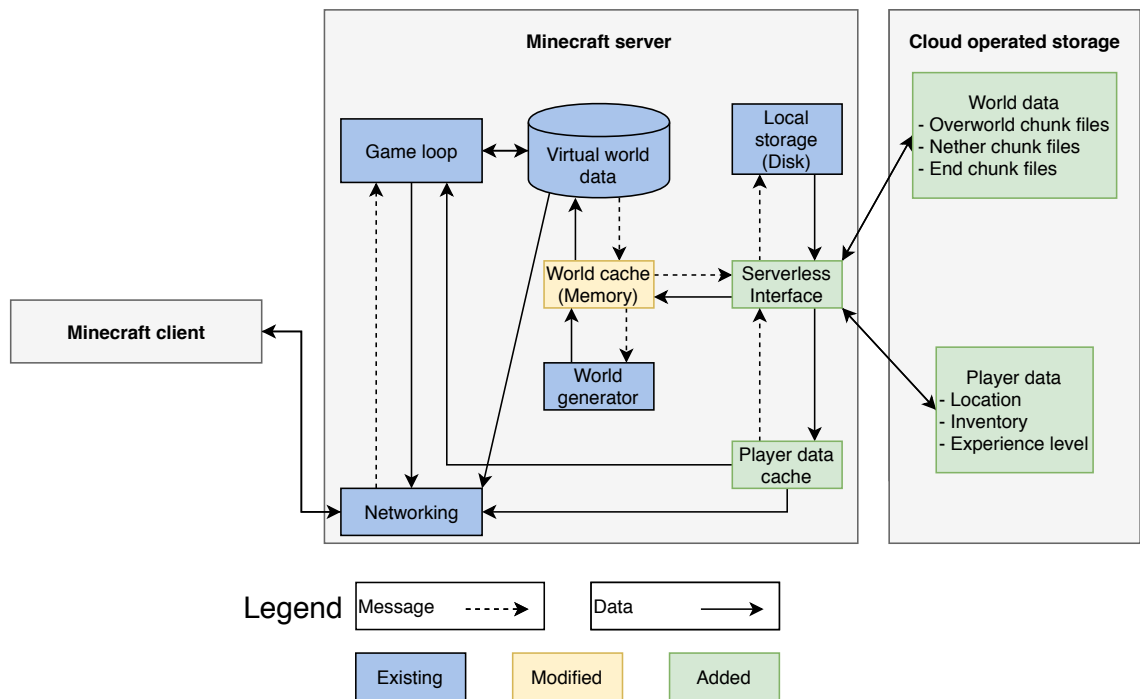 Minecraft server
Cloud operated storage
Game loop
Virtual world
data
Local
storage
(Disk)
World data
- Overworld chunk files
- Nether chunk files
- End chunk files
World cache
(Memory)
Serverless
Interface
Minecraft client
World
generator
Player data
- Location
- Inventory
- Experience level
Player data
cache
Networking
Legend
Message
Data
Existing
Modified
Added